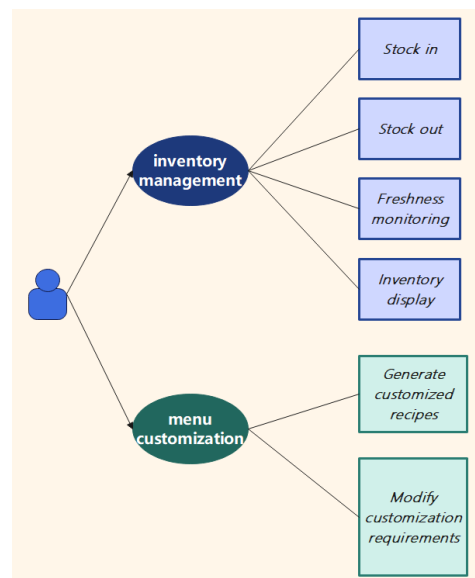 Stock in
Stock out
inventory
management
Freshness
monitoring
Inventory
display
Generate
customized
recipes
menu
customization
Modify
customization
requirements